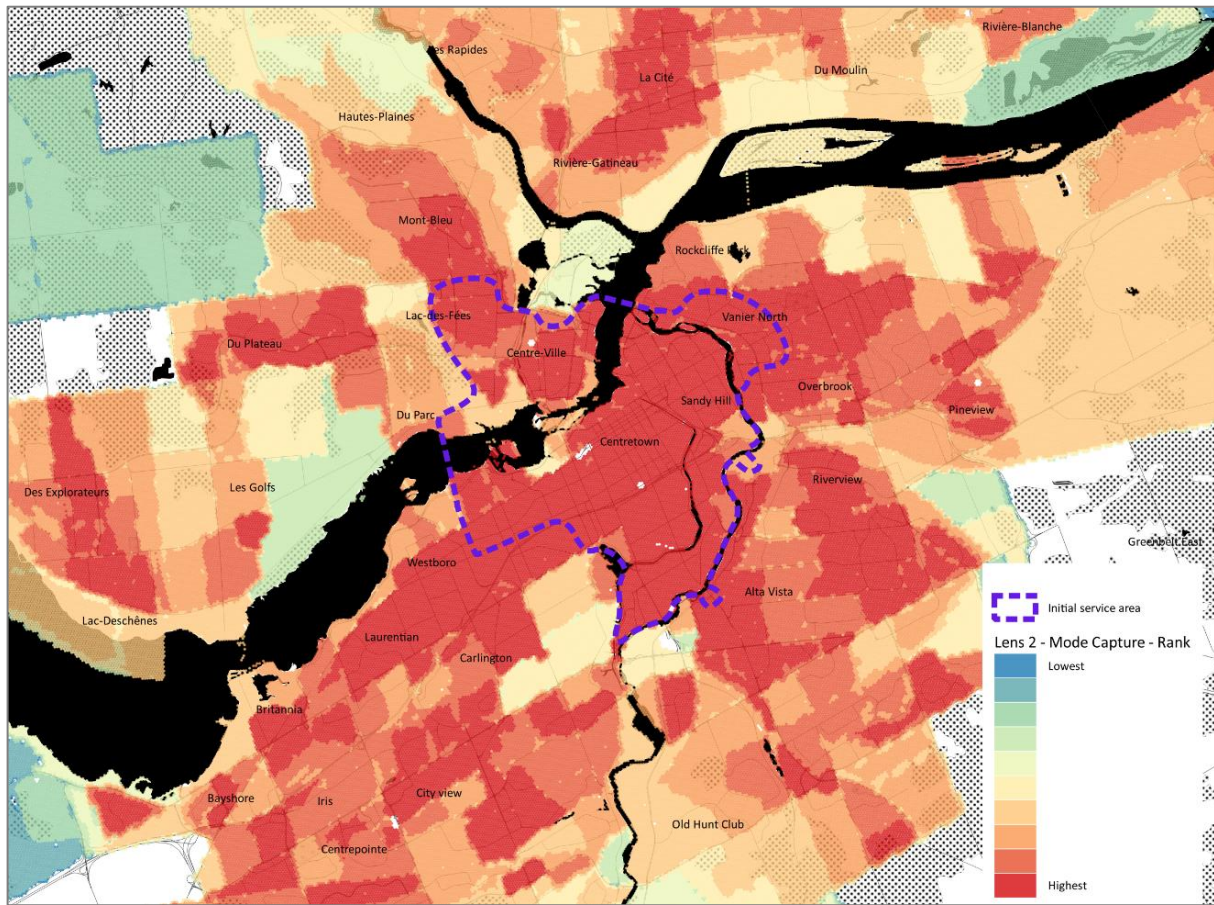 Rivière-Blanche
Les Rapides
La Cité
Du Moulin
Hautes-Plaines
Rivière-Gatineau
Mont-Bleu
Rockcliffe Park
Lac-des-Fées
Vanier North
Du Plateau
Centre-Ville
Overbrook
Sandy Hill
Pineview
Du Parc
Centretown
Riverview
Des Explorateurs
Les Golfs
Greenbelt East
Westboro
Alta Vista
Lac-Deschênes
Laurentian
Carlington
Britannia
Bayshore
Iris
City view
Old Hunt Club
Centrepointe
Initial service area
Lens 2 - Mode Capture - Rank
Lowest
Highest